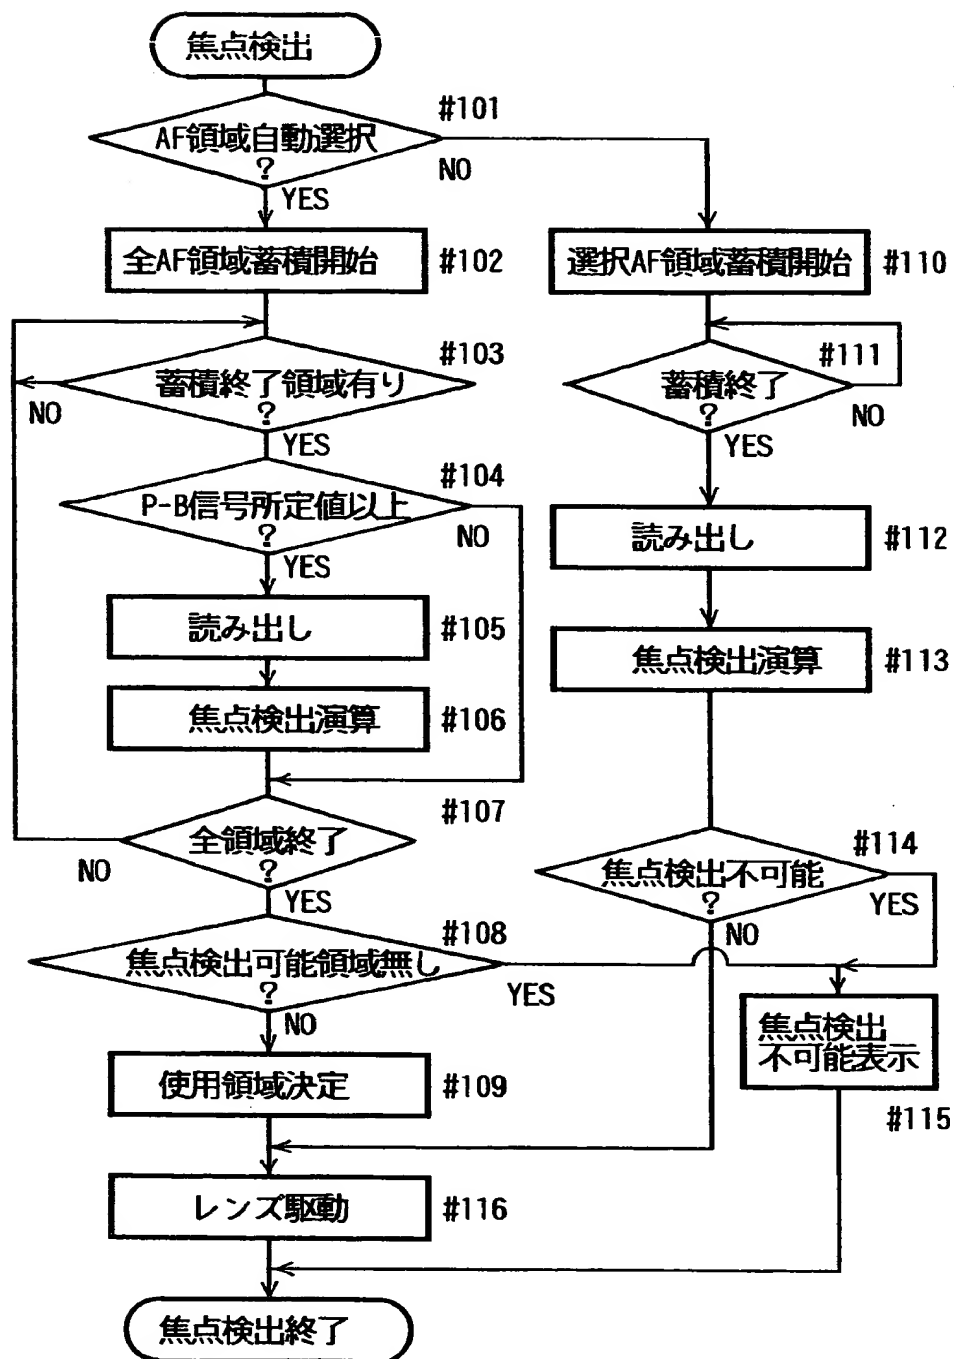 焦点検出
#101
AF領域自動選択
?
NO
YES
全AF領域蓄積開始
#102
選択AF領域蓄積開始
#110
#103
蓄積終了領域有り
?
NO
YES
#111
蓄積終了
?
NO
YES
#104
P-B信号所定値以上
?
NO
YES
読み出し
#112
読み出し
#105
焦点検出演算
#113
焦点検出演算
#106
#107
全領域終了
?
NO
YES
#114
焦点検出不可能
?
YES
NO
#108
焦点検出可能領域無し
?
YES
NO
焦点検出
不可能表示
#115
使用領域決定
#109
レンズ駆動
#116
焦点検出終了